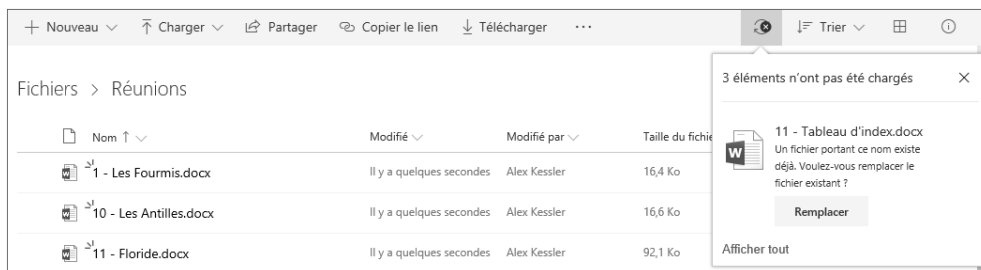 Nouveau Charger Partager Copier le lien Télécharger ... Trier
3 éléments n'ont pas été chargés
Fichiers > Réunions
Nom ↑ Modifié Modifié par Taille du fichie
11 - Tableau d'index.docx
Un fichier portant ce nom existe
déjà. Voulez-vous remplacer le
fichier existant ?
Remplacer
Afficher tout
1 - Les Fourmis.docx Il y a quelques secondes Alex Kessler 16,4 Ko
10 - Les Antilles.docx Il y a quelques secondes Alex Kessler 16,6 Ko
11 - Floride.docx Il y a quelques secondes Alex Kessler 92,1 Ko